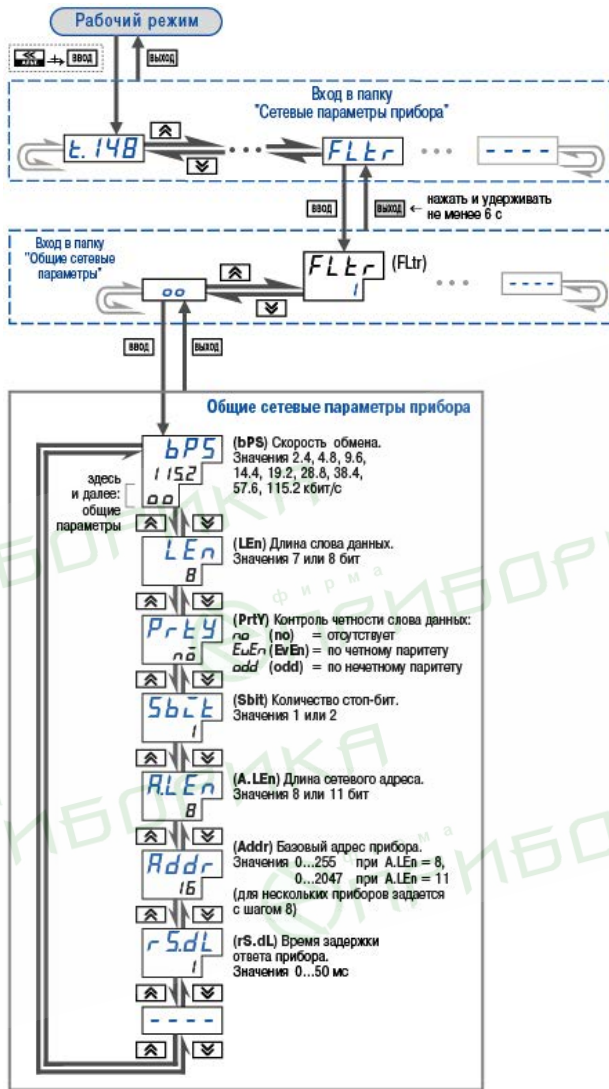 Рабочий режим
ВВОД
ВЫХОД
Вход в папку
"Сетевые параметры прибора"
t.148
• • •
FLtr
• • •
- - - -
ВВОД
ВЫХОД
← нажать и удерживать
не менее 6 с
Вход в папку
"Общие сетевые
параметры"
oo
FLtr
1
(FLtr)
• • •
- - - -
ВВОД
ВЫХОД
Общие сетевые параметры прибора
bPS
115.2
oo
здесь
и далее:
общие
параметры
(bPS) Скорость обмена.
Значения 2.4, 4.8, 9.6,
14.4, 19.2, 28.8, 38.4,
57.6, 115.2 кбит/с
LEn
8
(LEn) Длина слова данных.
Значения 7 или 8 бит
PrtY
no
(PrtY) Контроль четности слова данных:
no (no) = отсутствует
EvEn (EvEn) = по четному паритету
odd (odd) = по нечетному паритету
Sbit
1
(Sbit) Количество стоп-бит.
Значения 1 или 2
A.LEn
8
(A.LEn) Длина сетевого адреса.
Значения 8 или 11 бит
Addr
16
(Addr) Базовый адрес прибора.
Значения 0...255 при A.LEn = 8,
0...2047 при A.LEn = 11
(для нескольких приборов задается
с шагом 8)
rS.dL
1
(rS.dL) Время задержки
ответа прибора.
Значения 0...50 мс
- - - -
фирма
ПРИБОРИКА